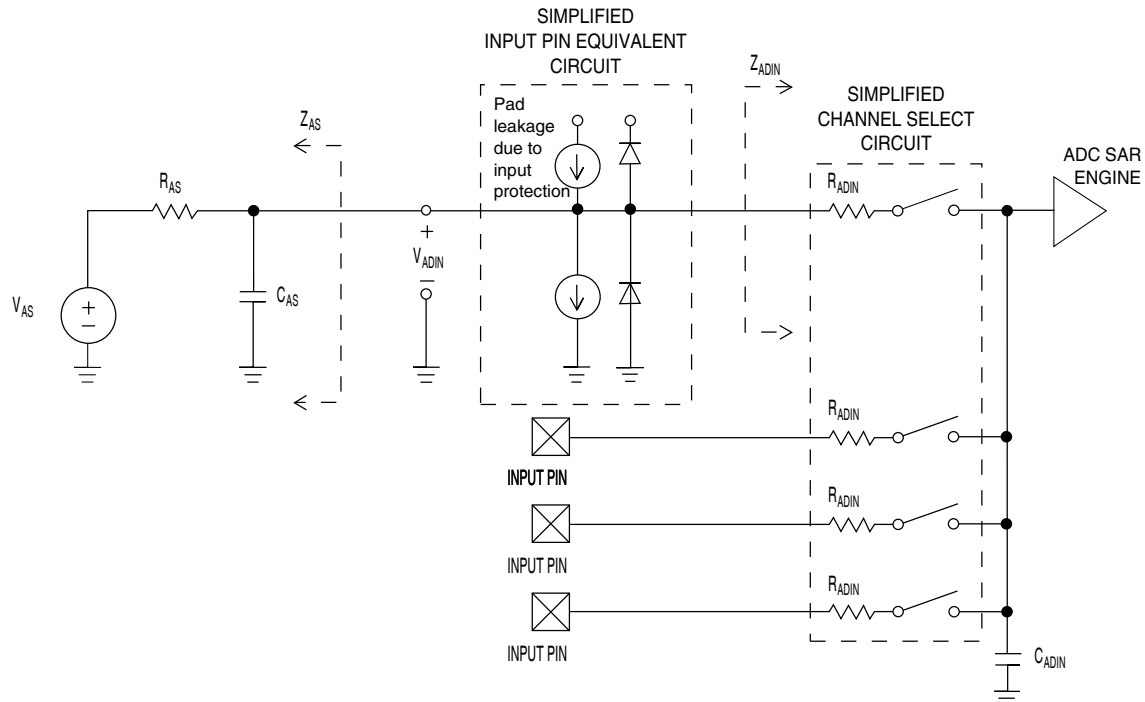 SIMPLIFIED
INPUT PIN EQUIVALENT
CIRCUIT
Pad
leakage
due to
input
protection
Z_ADIN
SIMPLIFIED
CHANNEL SELECT
CIRCUIT
ADC SAR
ENGINE
Z_AS
R_AS
R_ADIN
+
V_ADIN
–
V_AS
+
–
C_AS
R_ADIN
INPUT PIN
R_ADIN
INPUT PIN
R_ADIN
INPUT PIN
C_ADIN